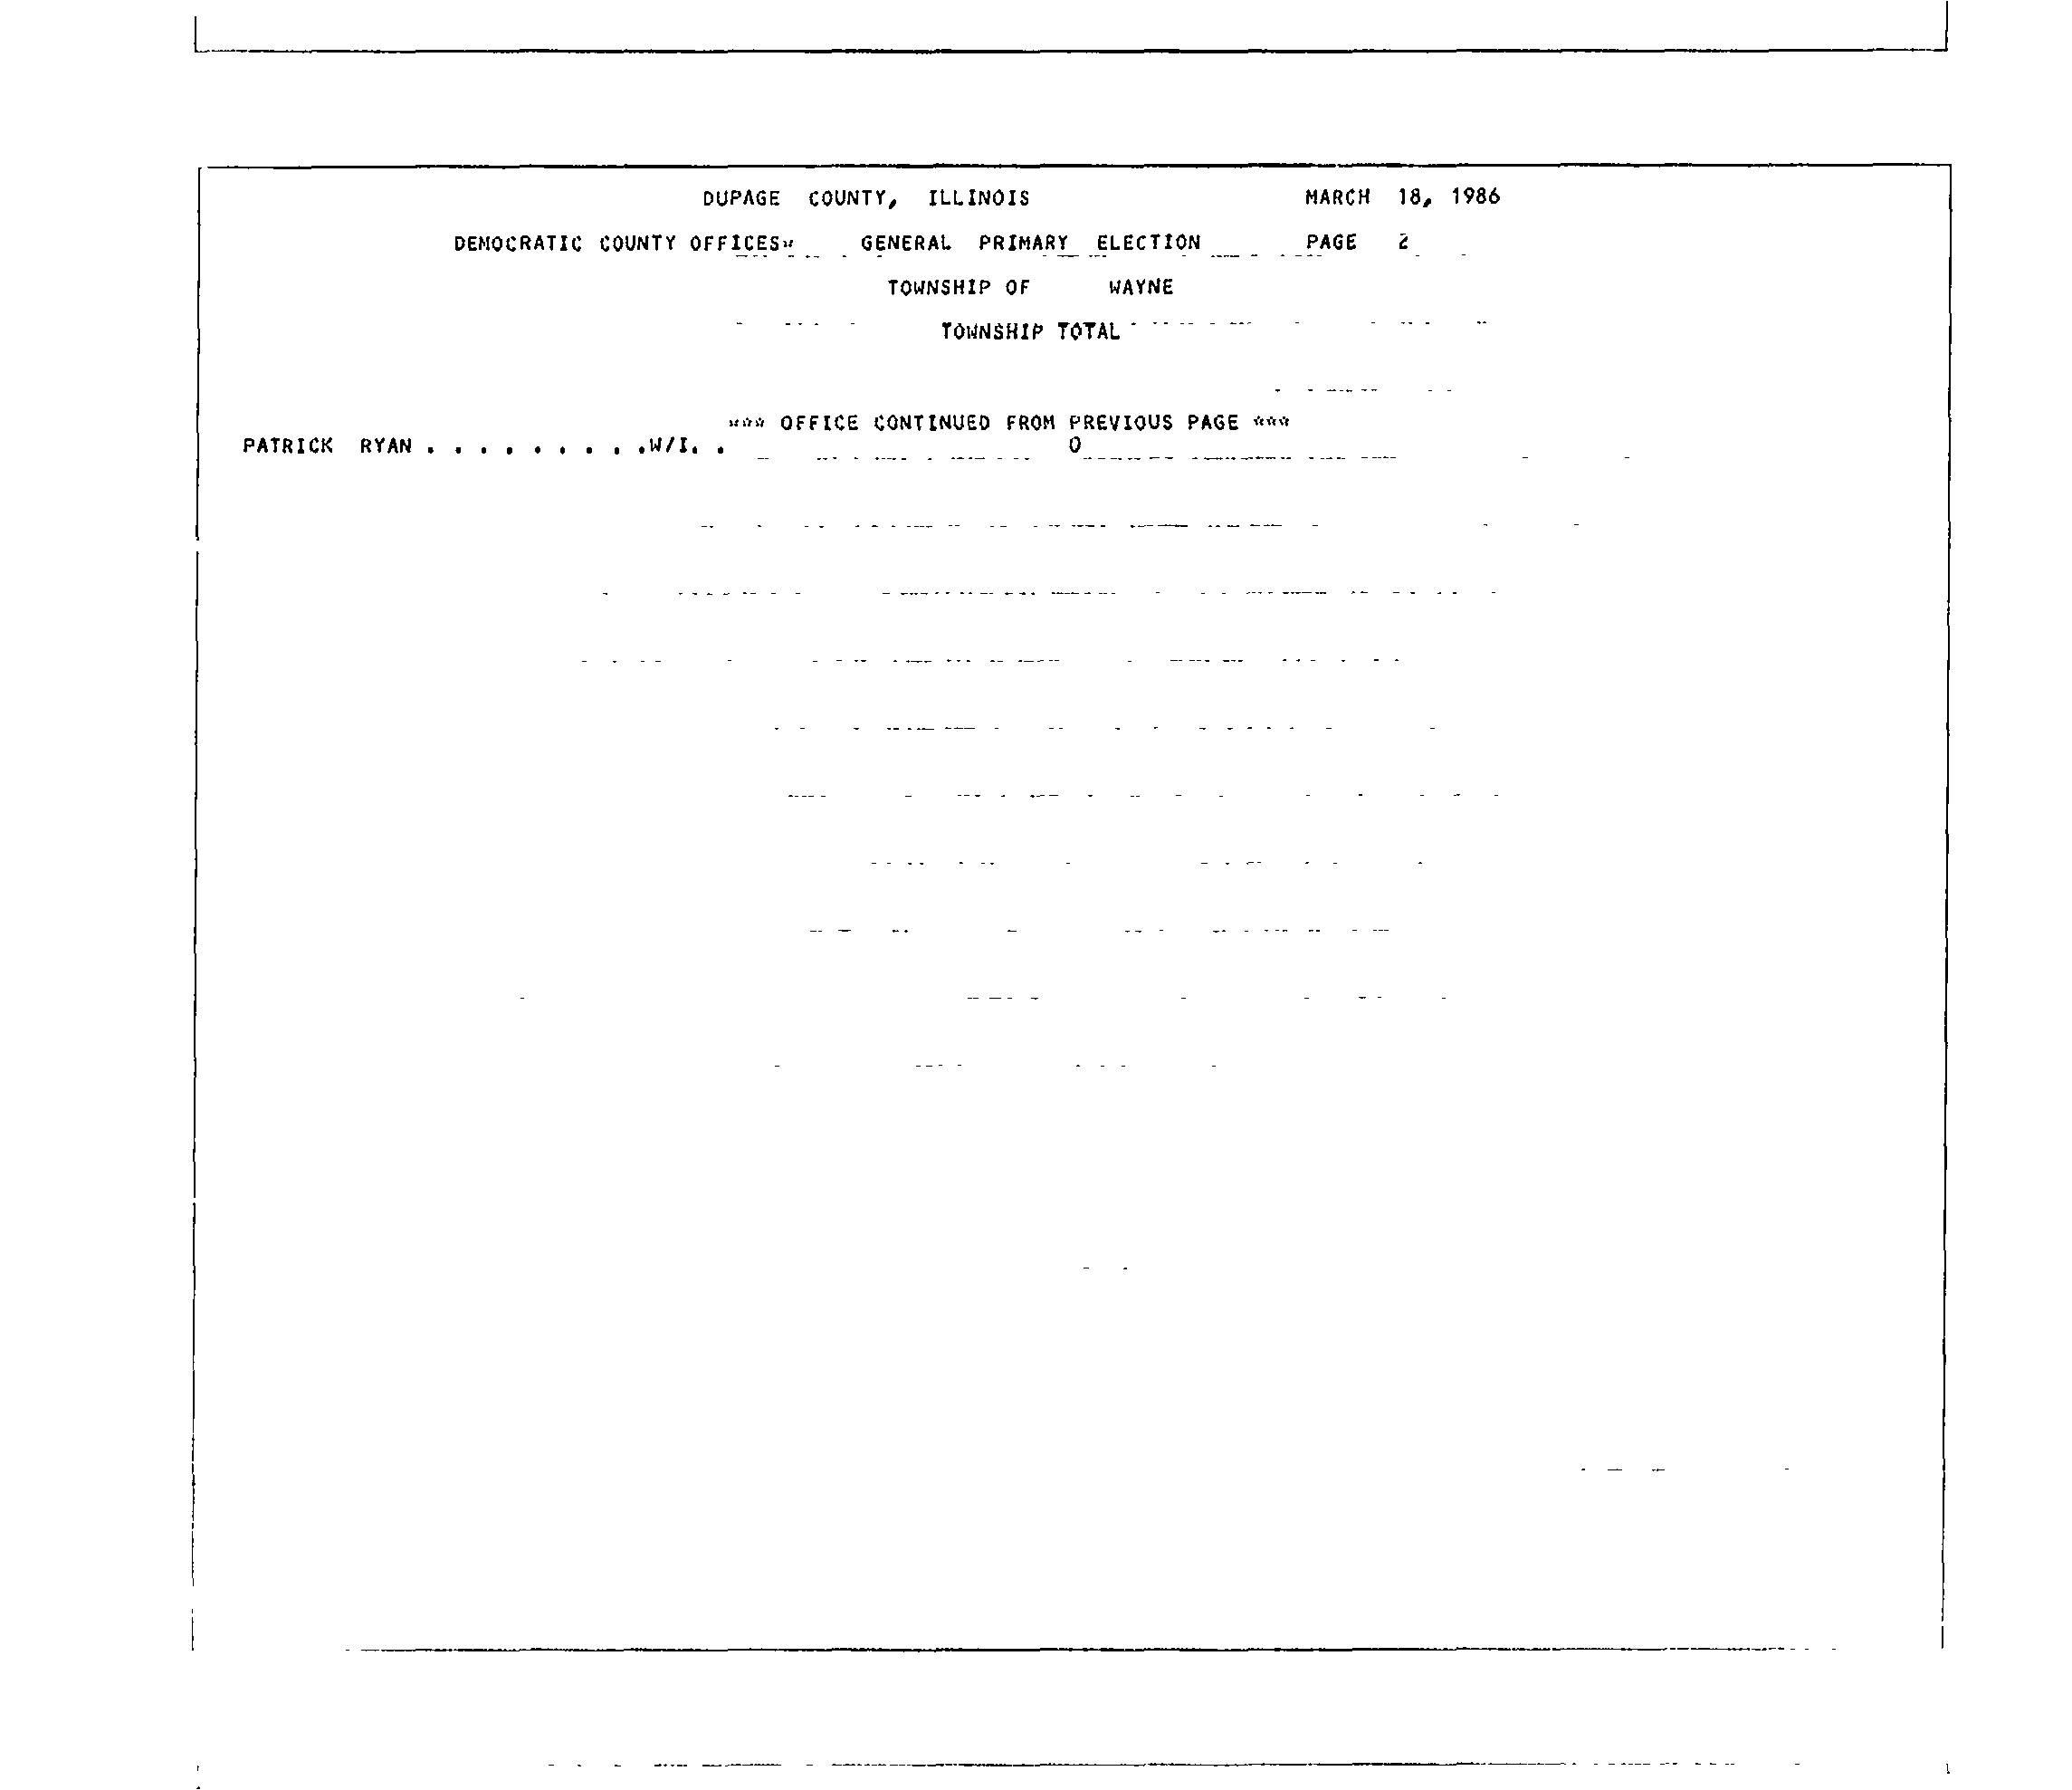 DUPAGE COUNTY, ILLINOIS MARCH 18, 1986
DEMOCRATIC COUNTY OFFICES* GENERAL PRIMARY ELECTION PAGE 2
TOWNSHIP OF WAYNE
TOWNSHIP TOTAL
*** OFFICE CONTINUED FROM PREVIOUS PAGE ***
PATRICK RYAN . . . . . . . . .W/I. . 0